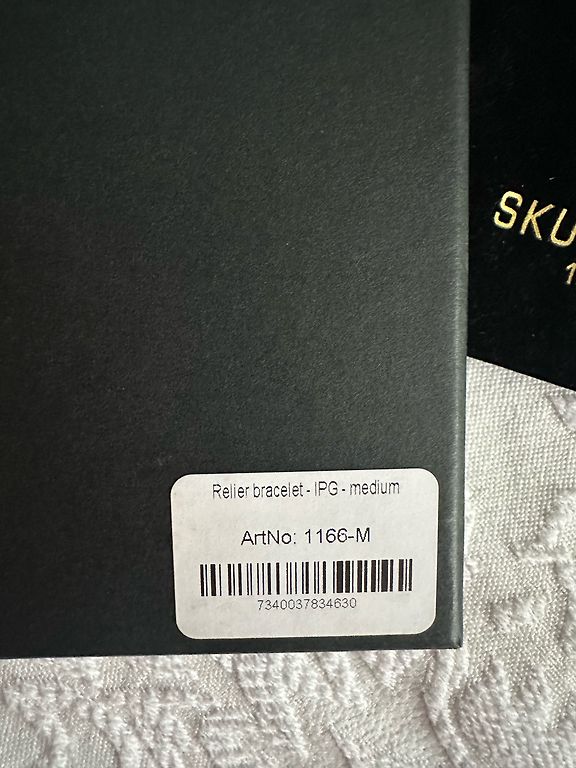 SKU
1
Relier bracelet - IPG - medium
ArtNo: 1166-M
7340037834630